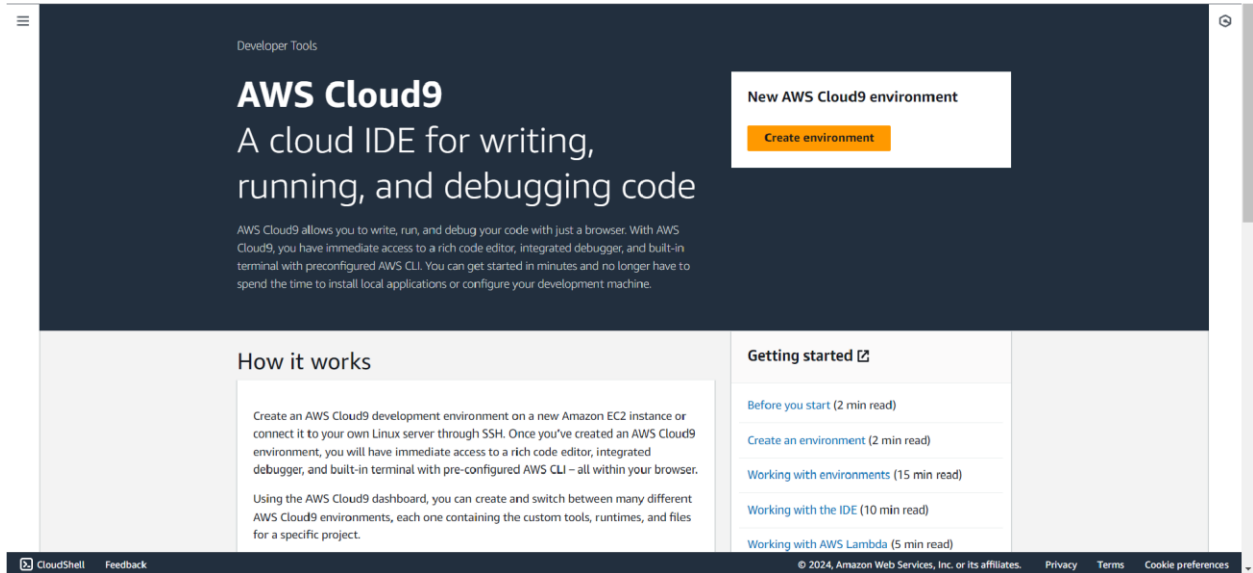 Developer Tools
AWS Cloud9
A cloud IDE for writing,
running, and debugging code
AWS Cloud9 allows you to write, run, and debug your code with just a browser. With AWS
Cloud9, you have immediate access to a rich code editor, integrated debugger, and built-in
terminal with preconfigured AWS CLI. You can get started in minutes and no longer have to
spend the time to install local applications or configure your development machine.
New AWS Cloud9 environment
Create environment
How it works
Create an AWS Cloud9 development environment on a new Amazon EC2 instance or
connect it to your own Linux server through SSH. Once you've created an AWS Cloud9
environment, you will have immediate access to a rich code editor, integrated
debugger, and built-in terminal with pre-configured AWS CLI – all within your browser.
Using the AWS Cloud9 dashboard, you can create and switch between many different
AWS Cloud9 environments, each one containing the custom tools, runtimes, and files
for a specific project.
Getting started
Before you start (2 min read)
Create an environment (2 min read)
Working with environments (15 min read)
Working with the IDE (10 min read)
Working with AWS Lambda (5 min read)
CloudShell Feedback © 2024, Amazon Web Services, Inc. or its affiliates. Privacy Terms Cookie preferences